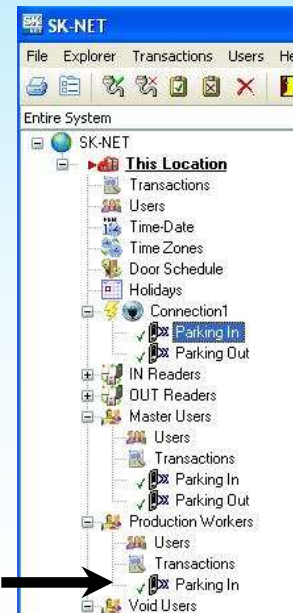 SK-NET
File Explorer Transactions Users He
Entire System
SK-NET
This Location
Transactions
Users
Time-Date
Time Zones
Door Schedule
Holidays
Connection1
Parking In
Parking Out
IN Readers
OUT Readers
Master Users
Users
Transactions
Parking In
Parking Out
Production Workers
Users
Transactions
Parking In
Void Users